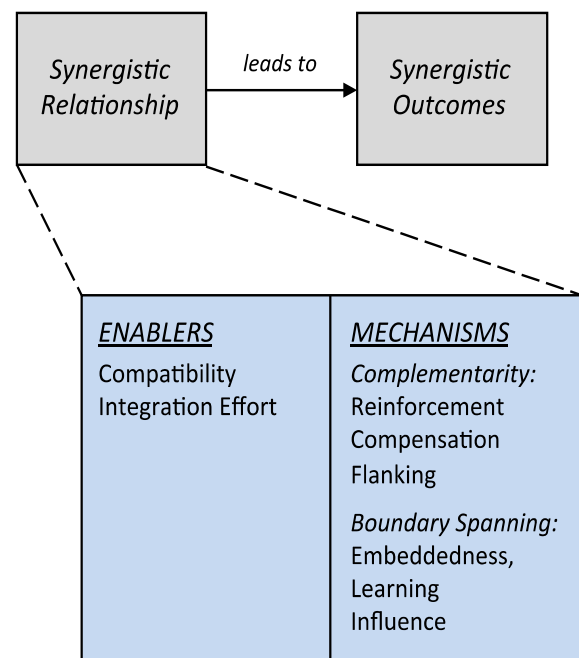 Synergistic
Relationship
leads to
Synergistic
Outcomes
ENABLERS
Compatibility
Integration Effort
MECHANISMS
Complementarity:
Reinforcement
Compensation
Flanking
Boundary Spanning:
Embeddedness,
Learning
Influence